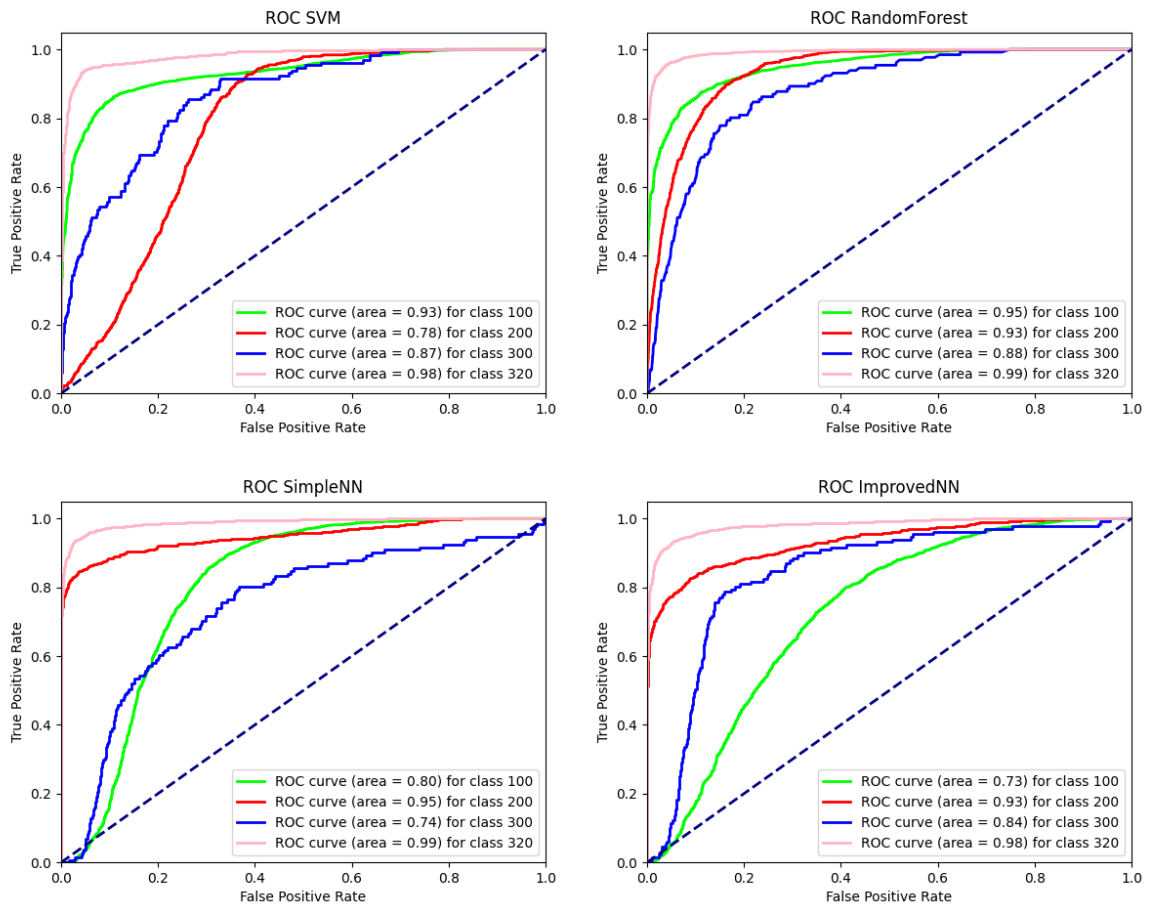 ROC SVM
1.0
0.8
0.6
0.4
0.2
0.0
True Positive Rate
ROC curve (area = 0.93) for class 100
ROC curve (area = 0.78) for class 200
ROC curve (area = 0.87) for class 300
ROC curve (area = 0.98) for class 320
0.0 0.2 0.4 0.6 0.8 1.0
False Positive Rate
ROC RandomForest
1.0
0.8
0.6
0.4
0.2
0.0
True Positive Rate
ROC curve (area = 0.95) for class 100
ROC curve (area = 0.93) for class 200
ROC curve (area = 0.88) for class 300
ROC curve (area = 0.99) for class 320
0.0 0.2 0.4 0.6 0.8 1.0
False Positive Rate
ROC SimpleNN
1.0
0.8
0.6
0.4
0.2
0.0
True Positive Rate
ROC curve (area = 0.80) for class 100
ROC curve (area = 0.95) for class 200
ROC curve (area = 0.74) for class 300
ROC curve (area = 0.99) for class 320
0.0 0.2 0.4 0.6 0.8 1.0
False Positive Rate
ROC ImprovedNN
1.0
0.8
0.6
0.4
0.2
0.0
True Positive Rate
ROC curve (area = 0.73) for class 100
ROC curve (area = 0.93) for class 200
ROC curve (area = 0.84) for class 300
ROC curve (area = 0.98) for class 320
0.0 0.2 0.4 0.6 0.8 1.0
False Positive Rate